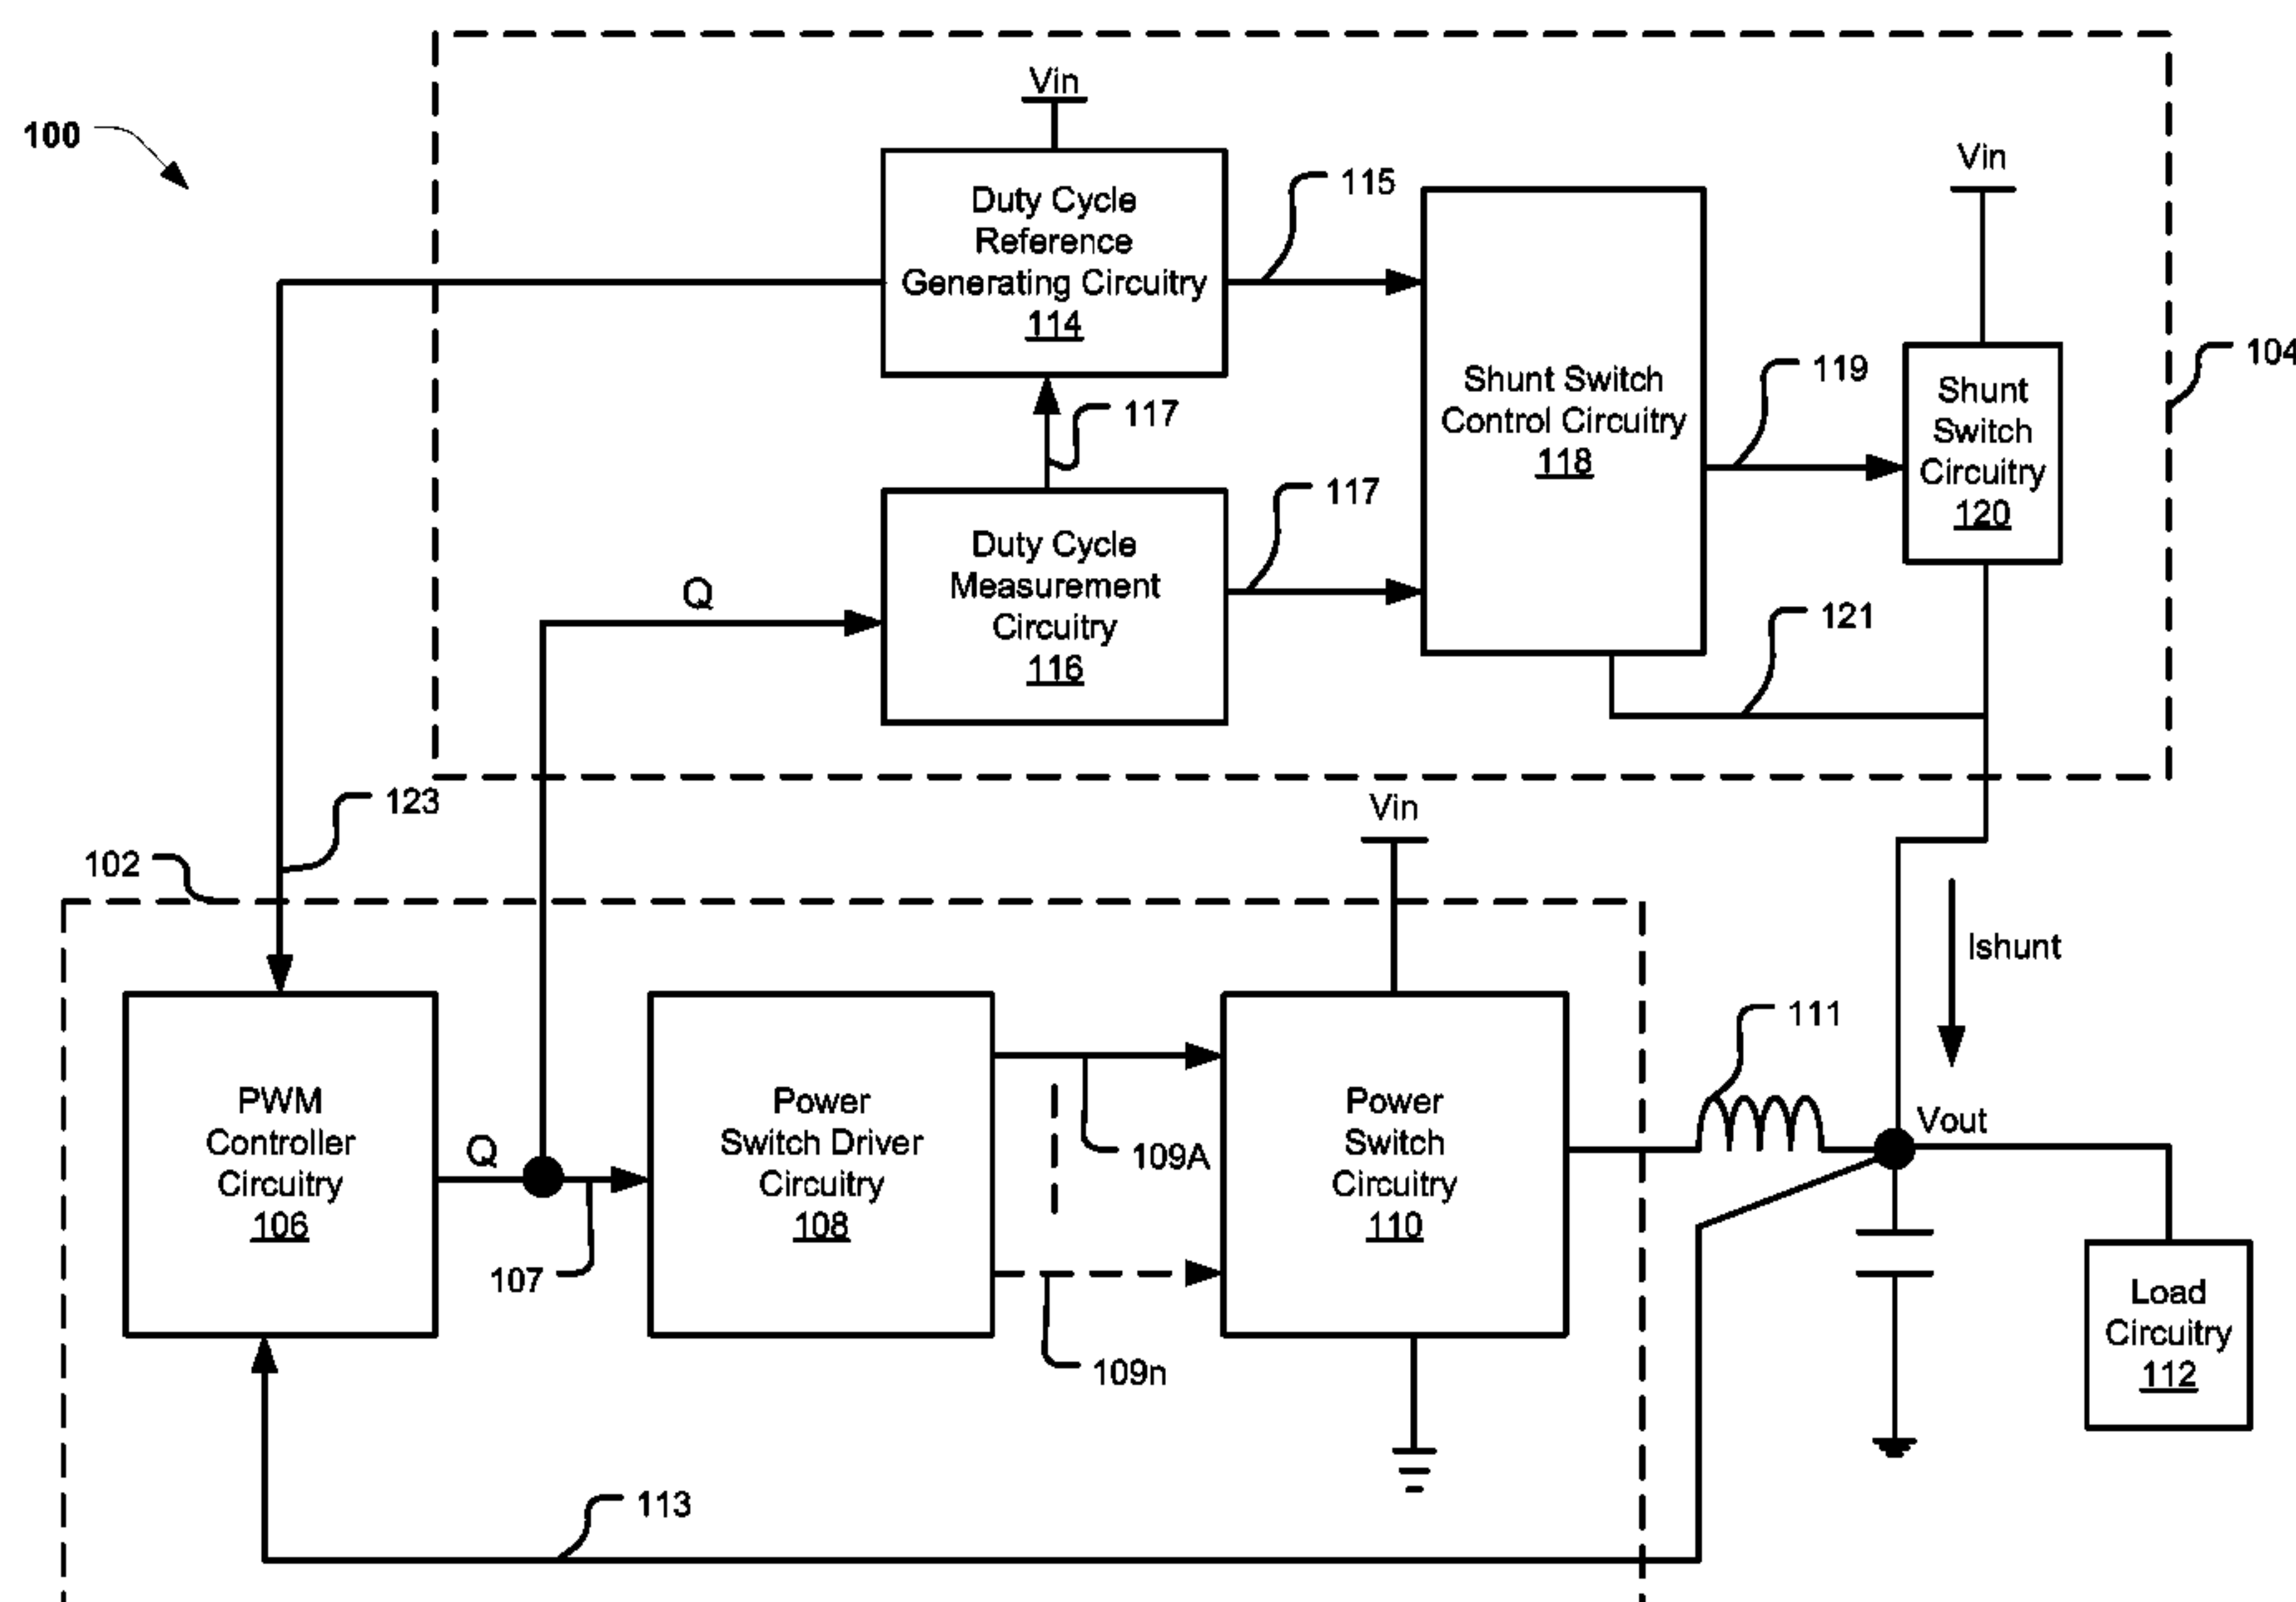 100
Vin
Duty Cycle
Reference
Generating Circuitry
114
115
Vin
Shunt Switch
Control Circuitry
118
119
Shunt
Switch
Circuitry
120
104
117
117
Q
Duty Cycle
Measurement
Circuitry
116
121
123
102
Vin
Ishunt
111
PWM
Controller
Circuitry
106
Q
107
Power
Switch Driver
Circuitry
108
109A
109n
Power
Switch
Circuitry
110
Vout
Load
Circuitry
112
113